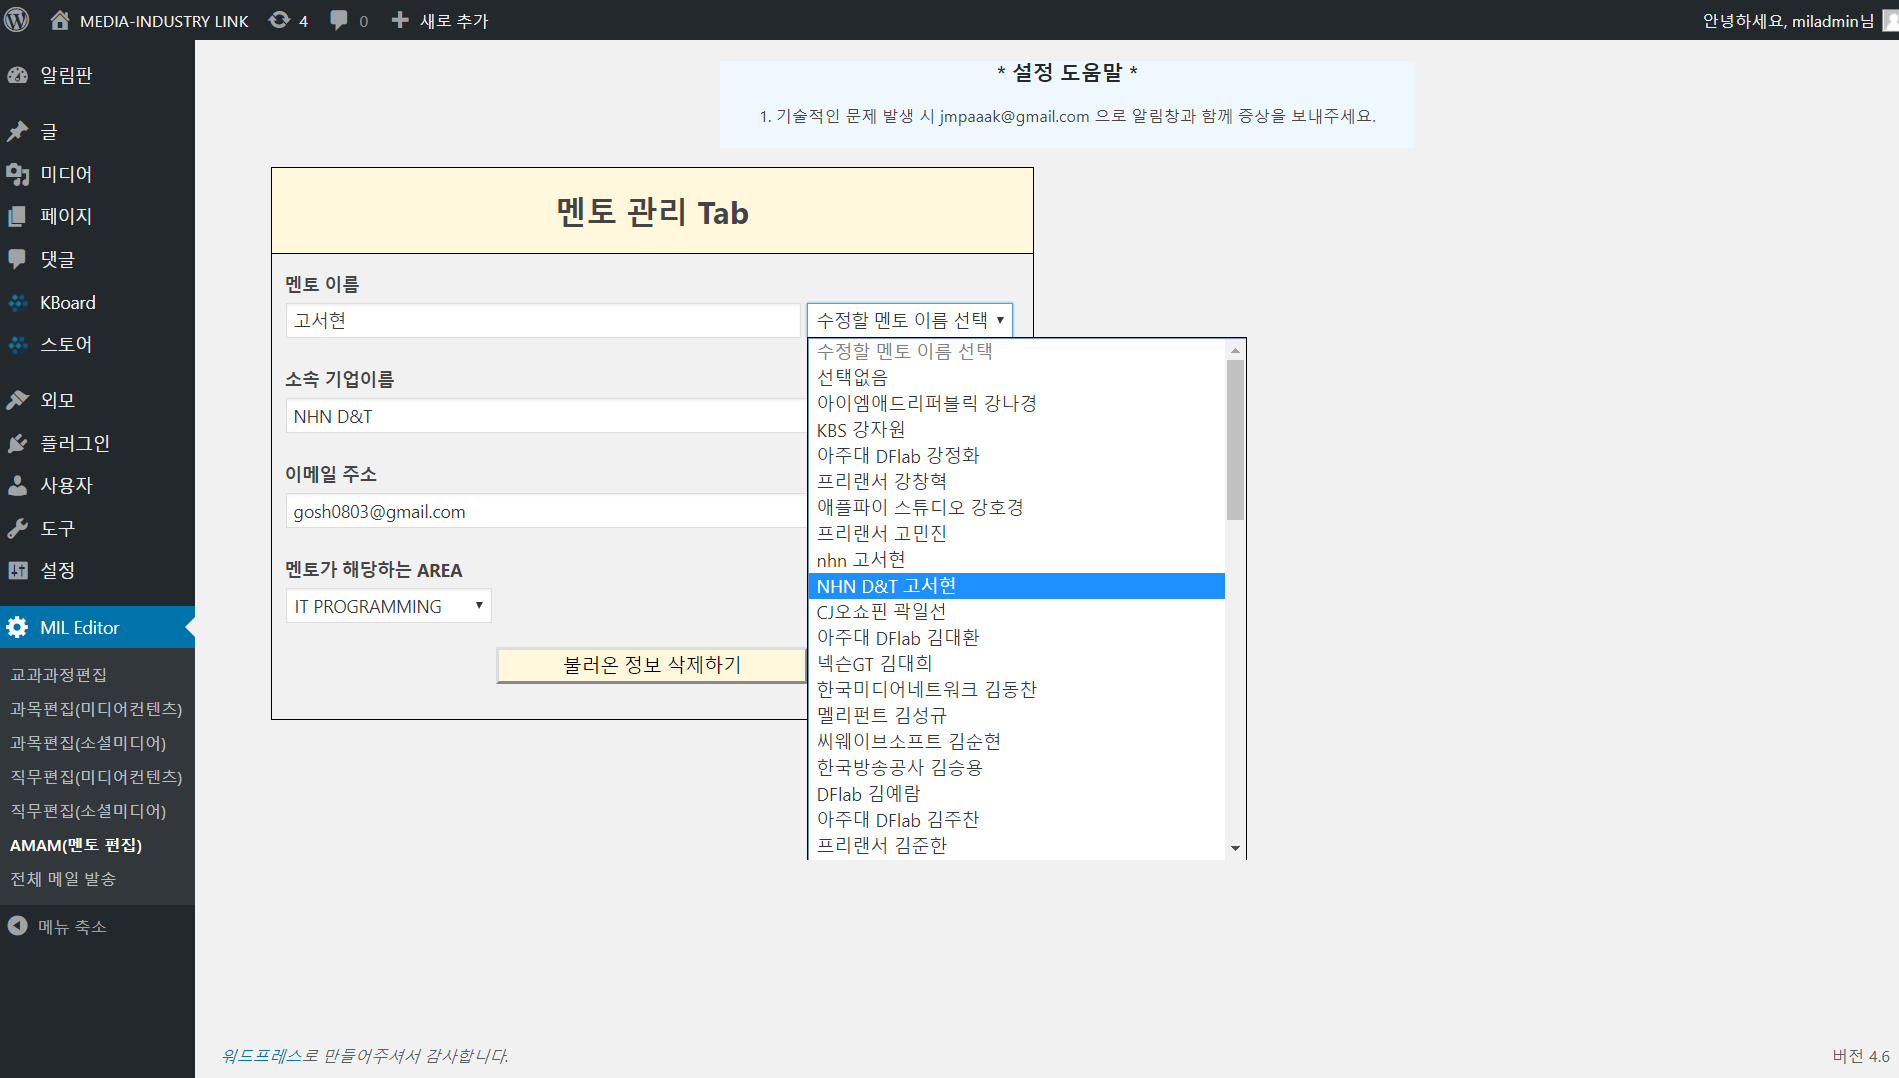 MEDIA-INDUSTRY LINK 4 0 새로 추가 안녕하세요, miladmin님
알림판
글
미디어
페이지
댓글
KBoard
스토어
외모
플러그인
사용자
도구
설정
MIL Editor
교과과정편집
과목편집(미디어컨텐츠)
과목편집(소셜미디어)
직무편집(미디어컨텐츠)
직무편집(소셜미디어)
AMAM(멘토 편집)
전체 메일 발송
메뉴 축소
* 설정 도움말 *
1. 기술적인 문제 발생 시 jmpaaak@gmail.com 으로 알림창과 함께 증상을 보내주세요.
멘토 관리 Tab
멘토 이름
고서현
수정할 멘토 이름 선택
소속 기업이름
NHN D&T
이메일 주소
gosh0803@gmail.com
멘토가 해당하는 AREA
IT PROGRAMMING
불러온 정보 삭제하기
수정할 멘토 이름 선택
선택없음
아이엠애드리퍼블릭 강나경
KBS 강자원
아주대 DFlab 강정화
프리랜서 강창혁
애플파이 스튜디오 강호경
프리랜서 고민진
nhn 고서현
NHN D&T 고서현
CJ오쇼핀 곽일선
아주대 DFlab 김대환
넥슨GT 김대희
한국미디어네트워크 김동찬
멜리펀트 김성규
씨웨이브소프트 김순현
한국방송공사 김승용
DFlab 김예람
아주대 DFlab 김주찬
프리랜서 김준한
워드프레스로 만들어주셔서 감사합니다.
버전 4.6